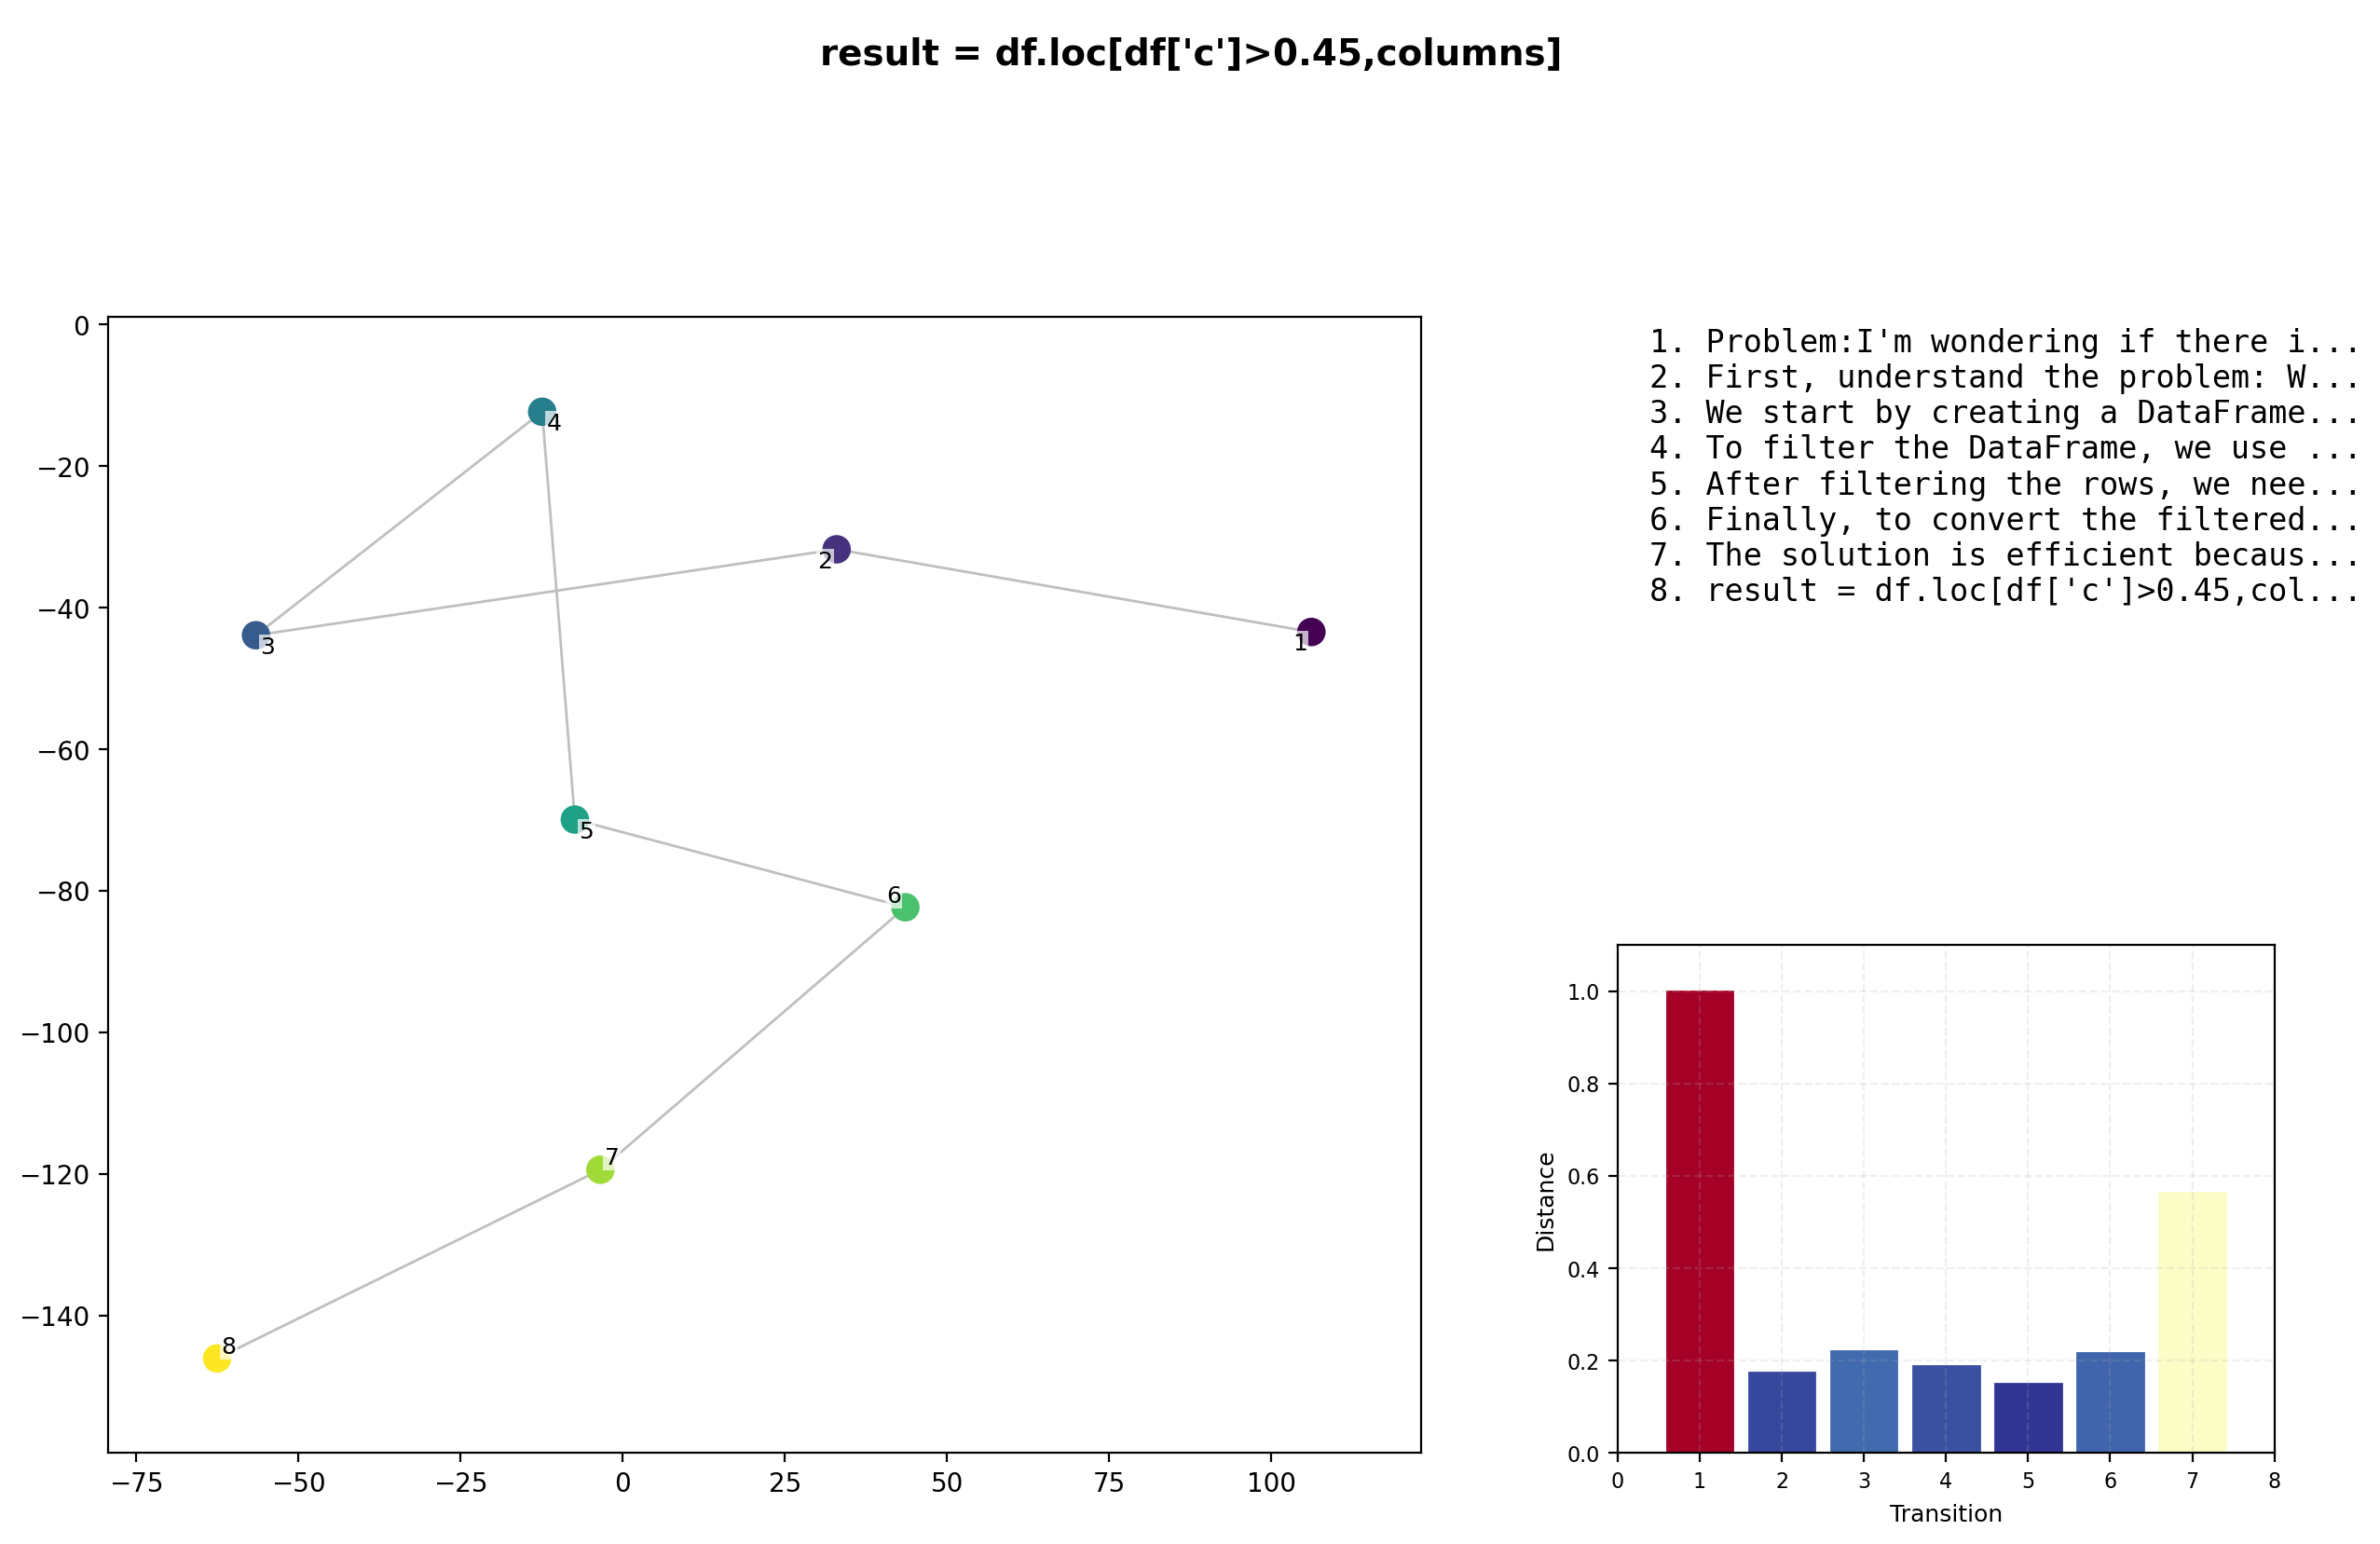 result = df.loc[df['c']>0.45,columns]
0
−20
−40
−60
−80
−100
−120
−140
−75 −50 −25 0 25 50 75 100
4
2
3
1
5
6
7
8
1. Problem:I'm wondering if there i...
2. First, understand the problem: W...
3. We start by creating a DataFrame...
4. To filter the DataFrame, we use ...
5. After filtering the rows, we nee...
6. Finally, to convert the filtered...
7. The solution is efficient becaus...
8. result = df.loc[df['c']>0.45,col...
Distance
1.0
0.8
0.6
0.4
0.2
0.0
0 1 2 3 4 5 6 7 8
Transition